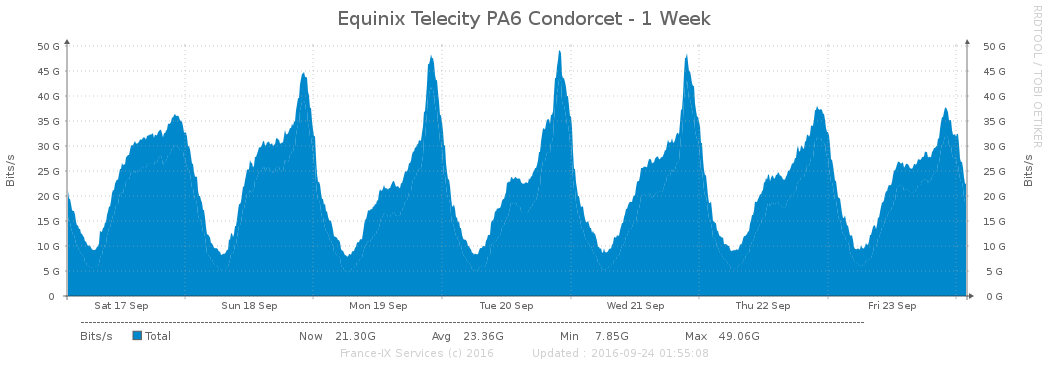 Equinix Telecity PA6 Condorcet - 1 Week
RRDTOOL / TOBI OETIKER
Bits/s
50 G 50 G
45 G 45 G
40 G 40 G
35 G 35 G
30 G 30 G
25 G 25 G
20 G 20 G
15 G 15 G
10 G 10 G
5 G 5 G
0 0 G
Bits/s
Sat 17 Sep Sun 18 Sep Mon 19 Sep Tue 20 Sep Wed 21 Sep Thu 22 Sep Fri 23 Sep
Bits/s Total Now 21.30G Avg 23.36G Min 7.85G Max 49.06G
France-IX Services (c) 2016 Updated : 2016-09-24 01:55:08